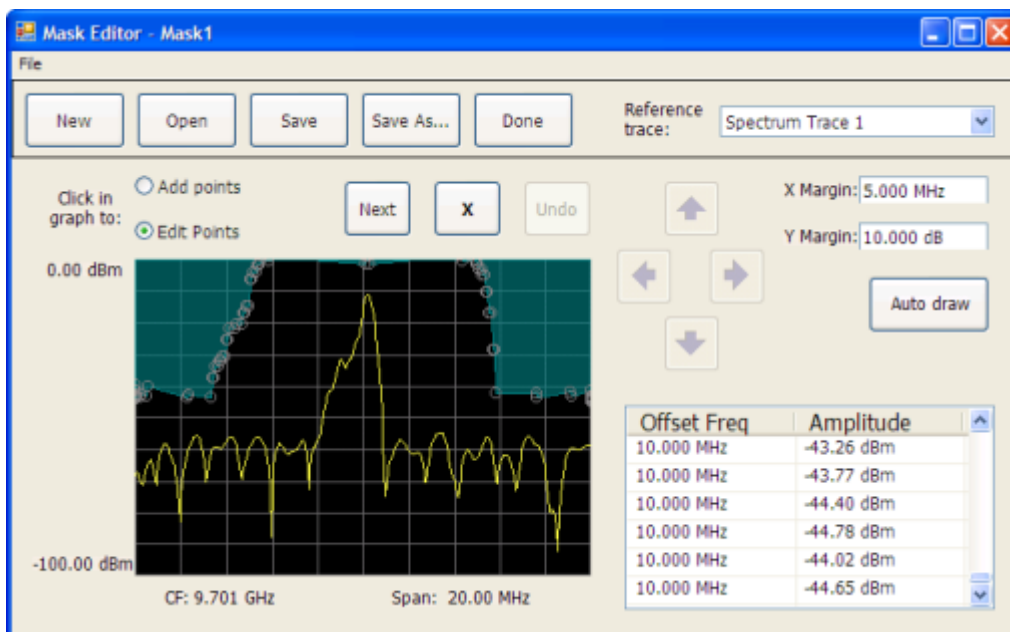 Mask Editor - Mask1
File
New Open Save Save As... Done
Reference trace: Spectrum Trace 1
Click in graph to:
Add points
Edit Points
Next X Undo
X Margin: 5.000 MHz
Y Margin: 10.000 dB
Auto draw
0.00 dBm
-100.00 dBm
CF: 9.701 GHz Span: 20.00 MHz
Offset Freq Amplitude
10.000 MHz -43.26 dBm
10.000 MHz -43.77 dBm
10.000 MHz -44.40 dBm
10.000 MHz -44.78 dBm
10.000 MHz -44.02 dBm
10.000 MHz -44.65 dBm